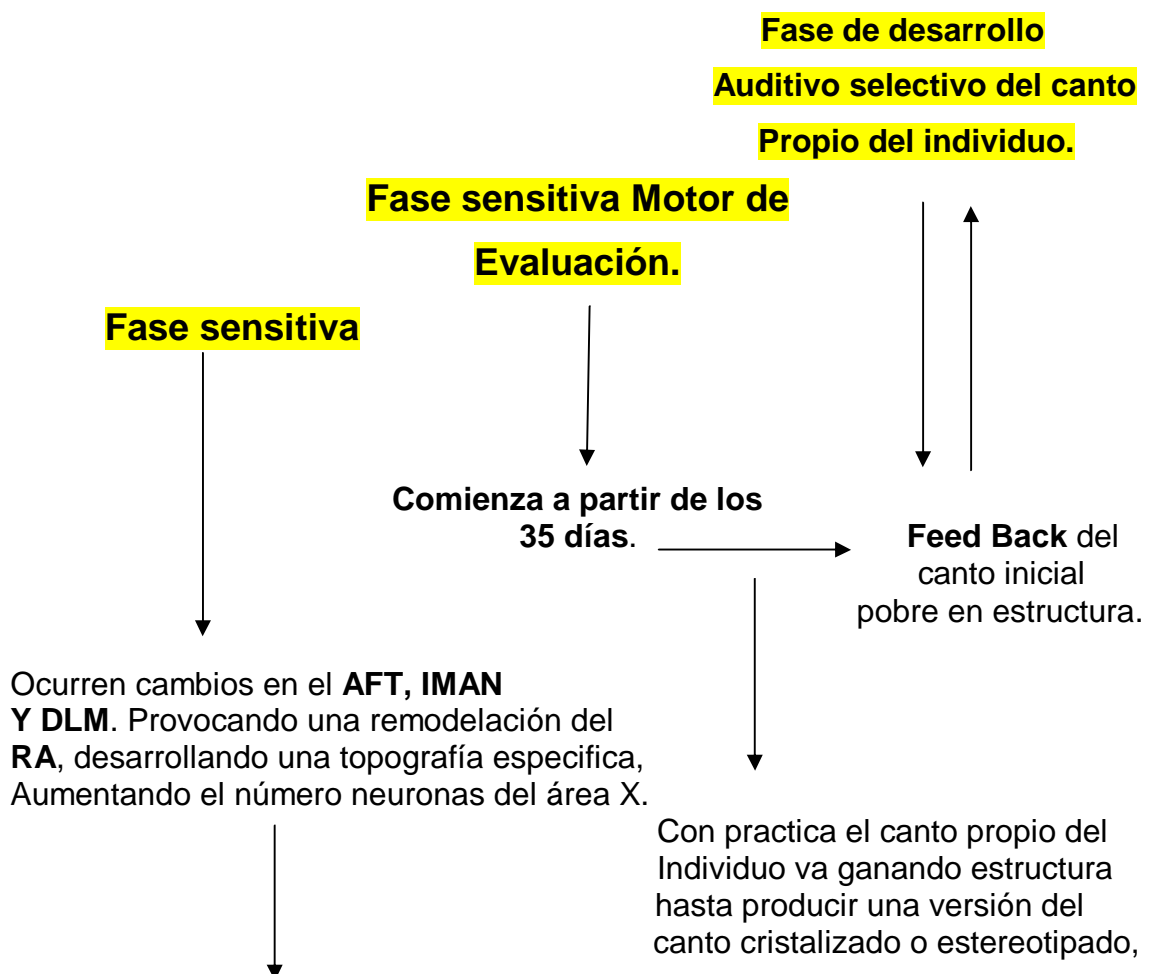 Fase de desarrollo
Auditivo selectivo del canto
Propio del individuo.
Fase sensitiva Motor de
Evaluación.
Fase sensitiva
Comienza a partir de los
35 días.
Feed Back del
canto inicial
pobre en estructura.
Ocurren cambios en el AFT, IMAN
Y DLM. Provocando una remodelación del
RA, desarrollando una topografía especifica,
Aumentando el número neuronas del área X.
Con practica el canto propio del
Individuo va ganando estructura
hasta producir una versión del
canto cristalizado o estereotipado,